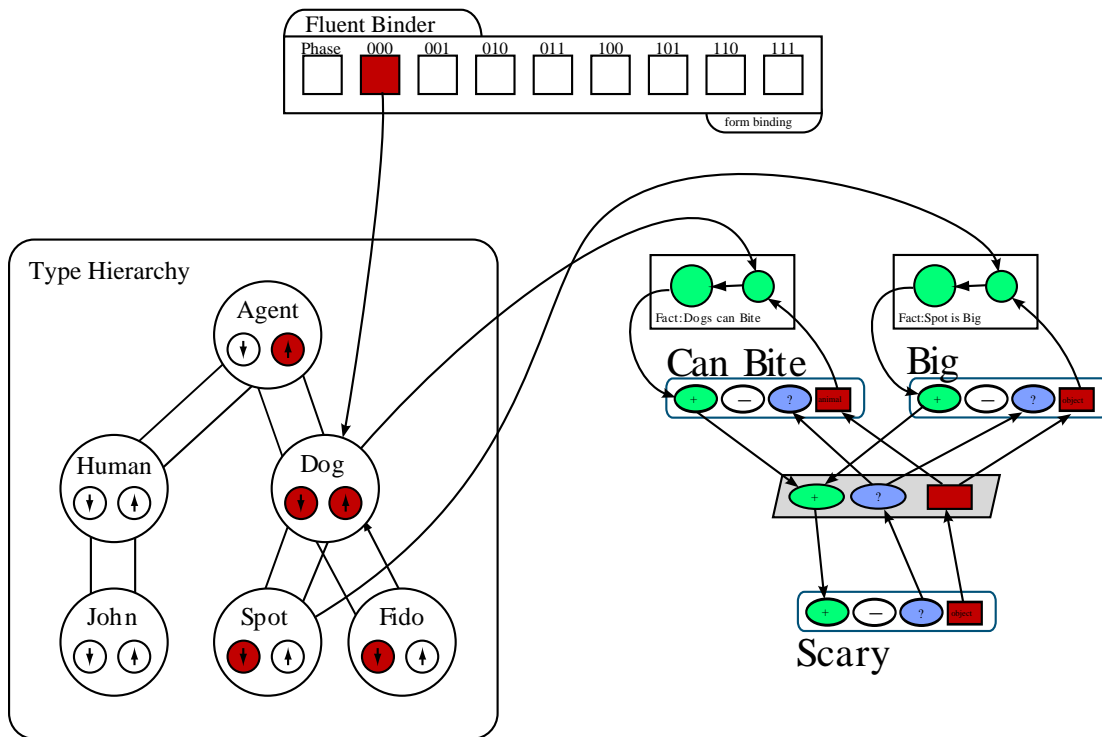 Fluent Binder
Phase 000 001 010 011 100 101 110 111
form binding
Type Hierarchy
Agent
Human
Dog
John
Spot
Fido
Fact:Dogs can Bite
Fact:Spot is Big
Can Bite
Big
+ — ? animal
+ — ? object
+ ?
+ — ? object
Scary